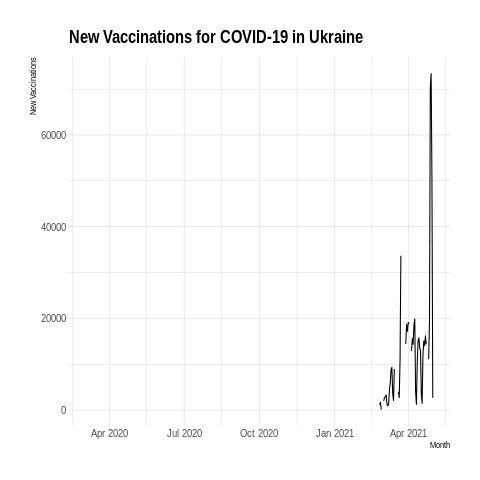 New Vaccinations for COVID-19 in Ukraine
New Vaccinations
60000
40000
20000
0
Apr 2020 Jul 2020 Oct 2020 Jan 2021 Apr 2021
Month